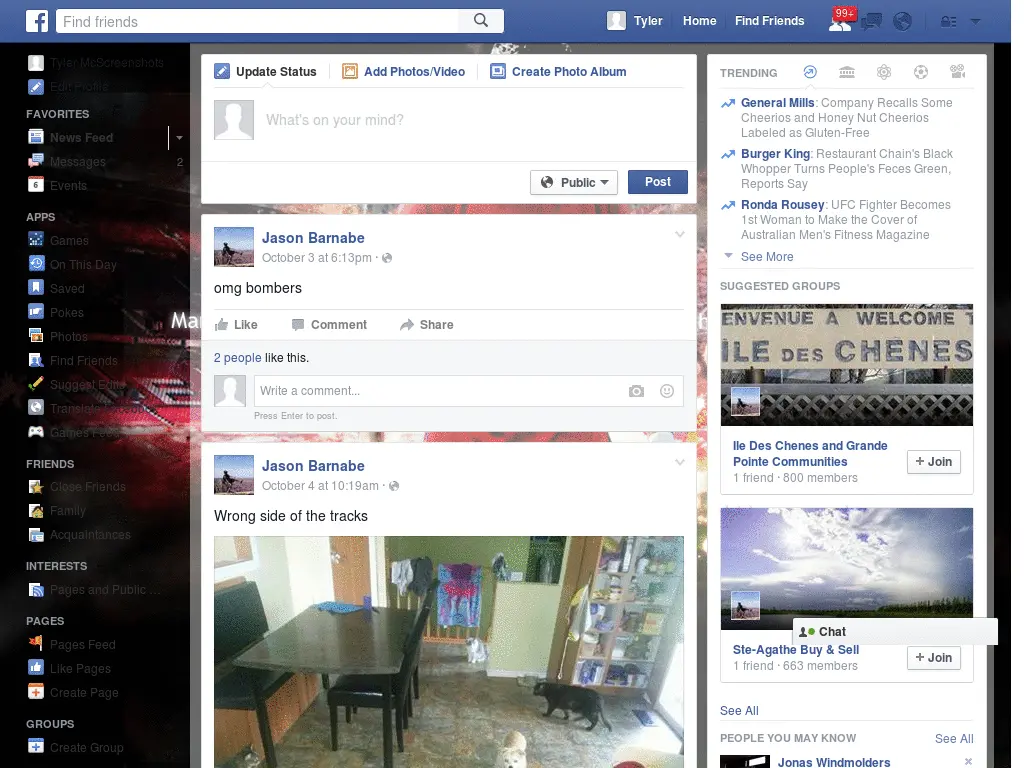 Find friends
Tyler
Home
Find Friends
99+
Tyler McScreenshots
Edit Profile
FAVORITES
News Feed
Messages 2
6
Events
APPS
Games
On This Day
Saved
Pokes
Photos
Find Friends
Suggest Edits
Translate
Games Feed
FRIENDS
Close Friends
Family
Acquaintances
INTERESTS
Pages and Public ...
PAGES
Pages Feed
Like Pages
Create Page
GROUPS
Create Group
Update Status
Add Photos/Video
Create Photo Album
What's on your mind?
Public
Post
Jason Barnabe
October 3 at 6:13pm ·
omg bombers
Like
Comment
Share
2 people like this.
Write a comment...
Press Enter to post.
Jason Barnabe
October 4 at 10:19am ·
Wrong side of the tracks
TRENDING
General Mills: Company Recalls Some
Cheerios and Honey Nut Cheerios
Labeled as Gluten-Free
Burger King: Restaurant Chain's Black
Whopper Turns People's Feces Green,
Reports Say
Ronda Rousey: UFC Fighter Becomes
1st Woman to Make the Cover of
Australian Men's Fitness Magazine
See More
SUGGESTED GROUPS
ENVENUE A WELCOME T
ÎLE DES CHENES
Ile Des Chenes and Grande
Pointe Communities
1 friend · 800 members
+ Join
Chat
Ste-Agathe Buy & Sell
1 friend · 663 members
+ Join
See All
PEOPLE YOU MAY KNOW
See All
Jonas Windmolders